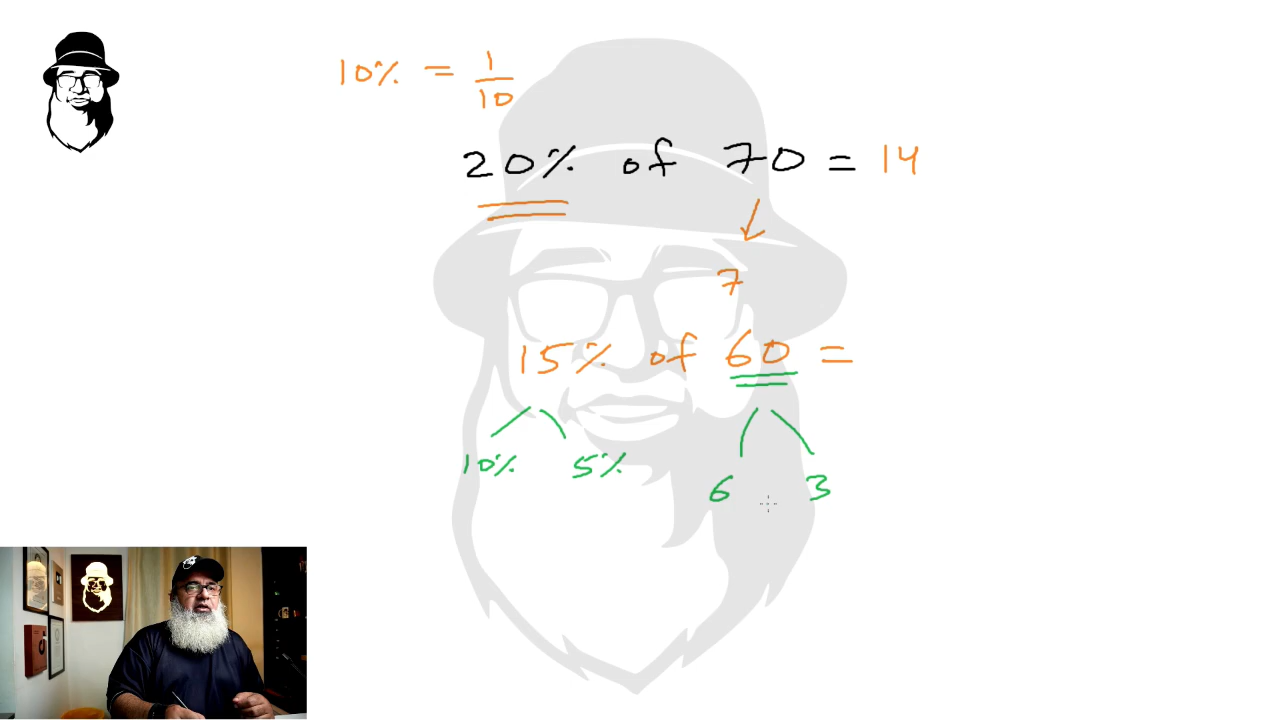 10% = 1/10
20% of 70 = 14
7
15% of 60 =
10% 5% 6 3